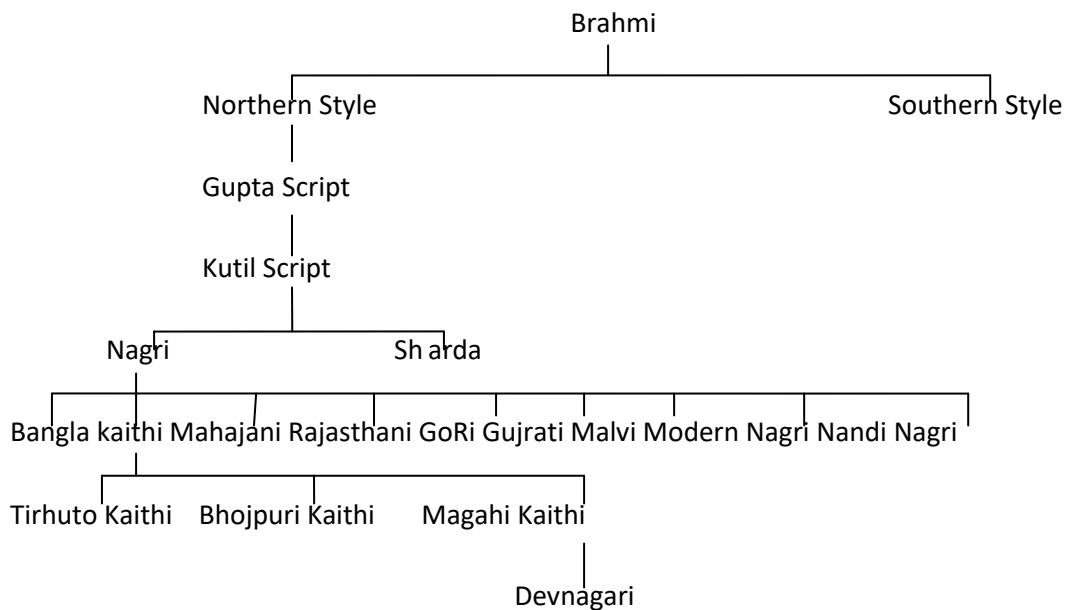 Brahmi
Northern Style Southern Style
Gupta Script
Kutil Script
Nagri Sh arda
Bangla kaithi Mahajani Rajasthani GoRi Gujrati Malvi Modern Nagri Nandi Nagri
Tirhuto Kaithi Bhojpuri Kaithi Magahi Kaithi
Devnagari